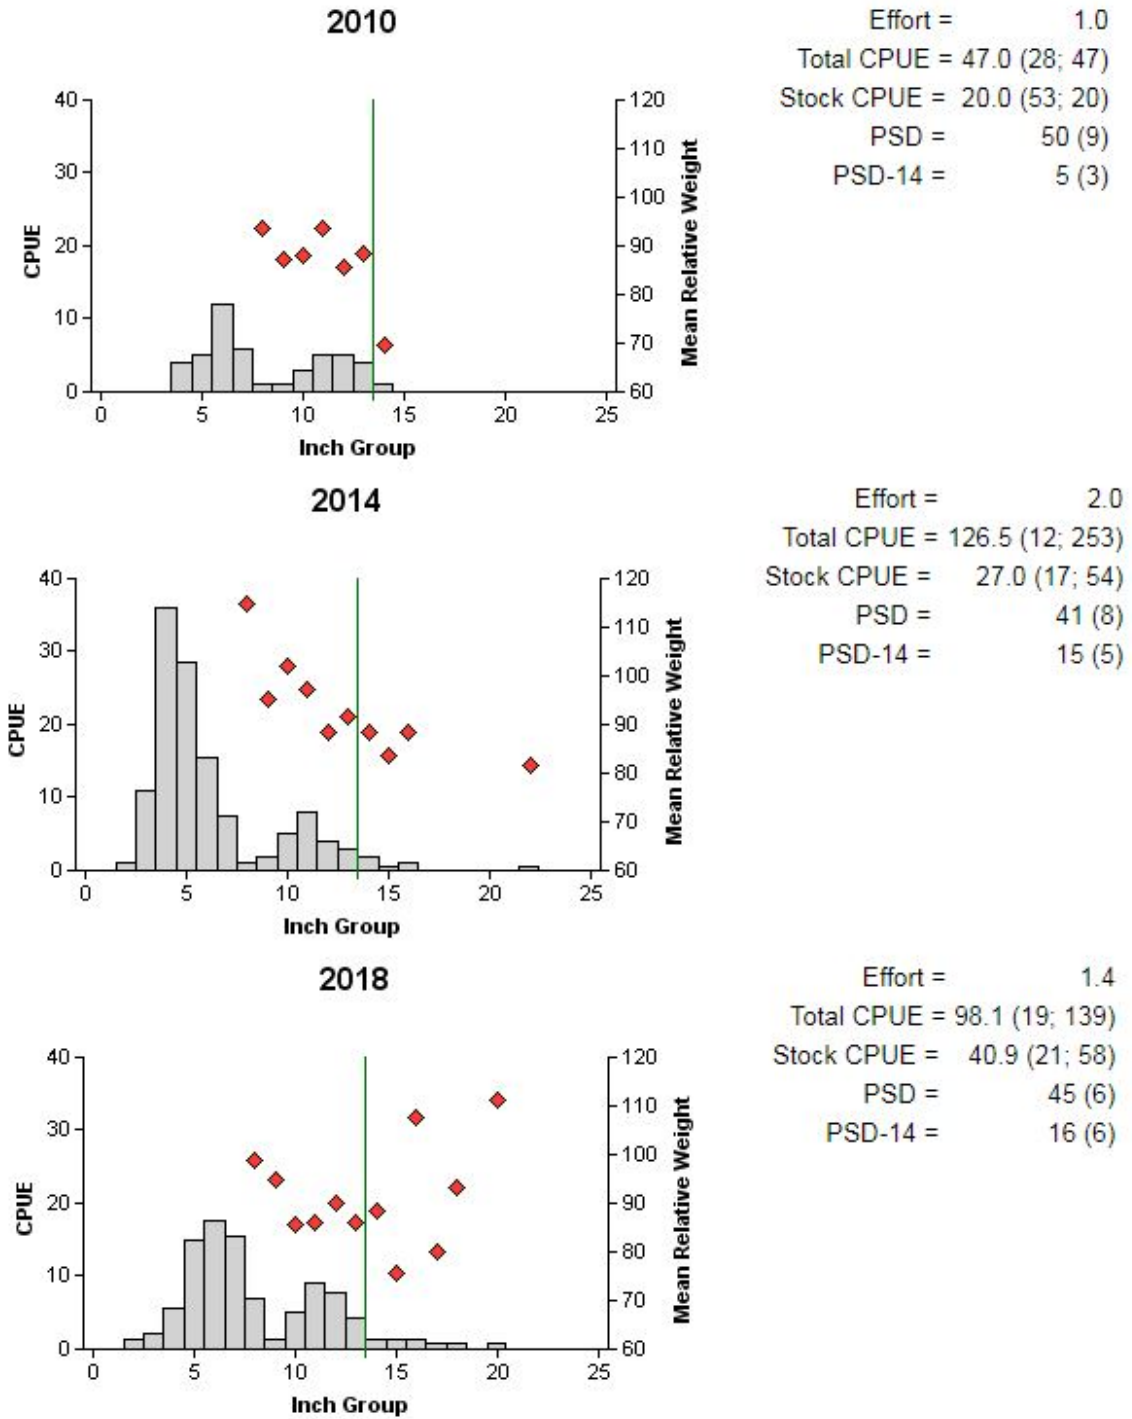 2010
Effort = 1.0
Total CPUE = 47.0 (28; 47)
Stock CPUE = 20.0 (53; 20)
PSD = 50 (9)
PSD-14 = 5 (3)
40
30
20
10
0
CPUE
120
110
100
90
80
70
60
Mean Relative Weight
0 5 10 15 20 25
Inch Group
2014
Effort = 2.0
Total CPUE = 126.5 (12; 253)
Stock CPUE = 27.0 (17; 54)
PSD = 41 (8)
PSD-14 = 15 (5)
40
30
20
10
0
CPUE
120
110
100
90
80
70
60
Mean Relative Weight
0 5 10 15 20 25
Inch Group
2018
Effort = 1.4
Total CPUE = 98.1 (19; 139)
Stock CPUE = 40.9 (21; 58)
PSD = 45 (6)
PSD-14 = 16 (6)
40
30
20
10
0
CPUE
120
110
100
90
80
70
60
Mean Relative Weight
0 5 10 15 20 25
Inch Group